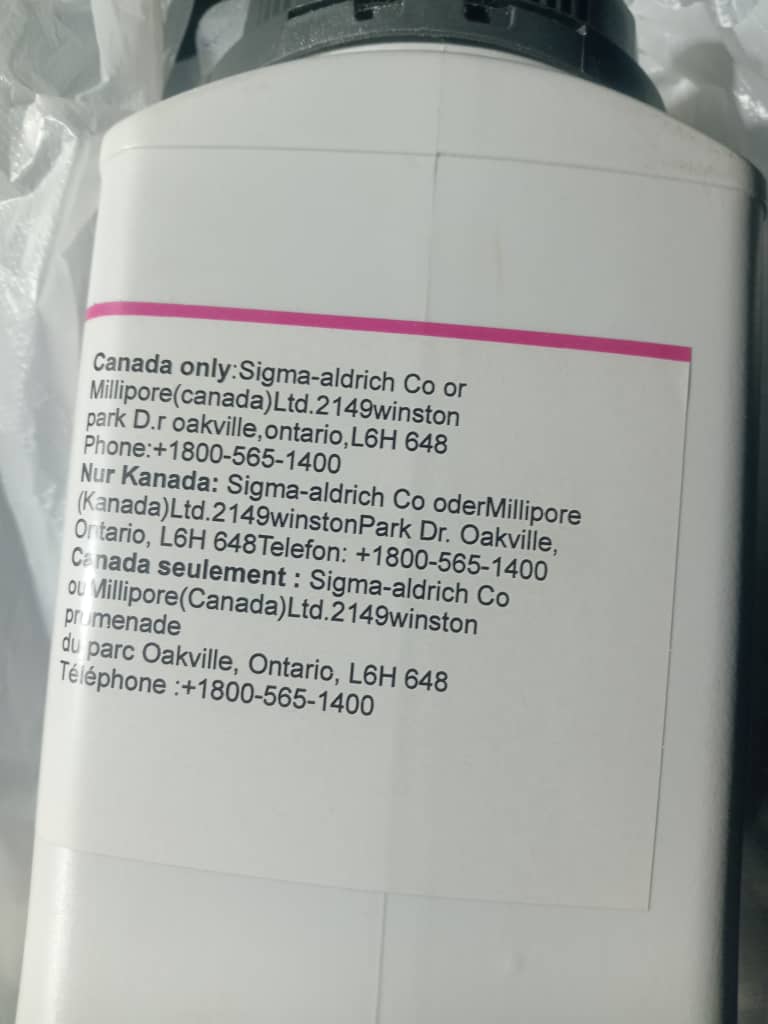 Canada only:Sigma-aldrich Co or
Millipore(canada)Ltd.2149winston
park D.r oakville,ontario,L6H 648
Phone:+1800-565-1400
Nur Kanada: Sigma-aldrich Co oderMillipore
(Kanada)Ltd.2149winstonPark Dr. Oakville,
Ontario, L6H 648Telefon: +1800-565-1400
Canada seulement : Sigma-aldrich Co
ou Millipore(Canada)Ltd.2149winston
promenade
du parc Oakville, Ontario, L6H 648
Téléphone :+1800-565-1400